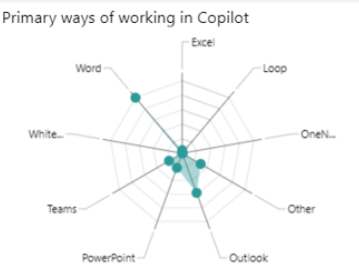 Primary ways of working in Copilot
Excel
Word
Loop
White...
OneN...
Teams
Other
PowerPoint
Outlook